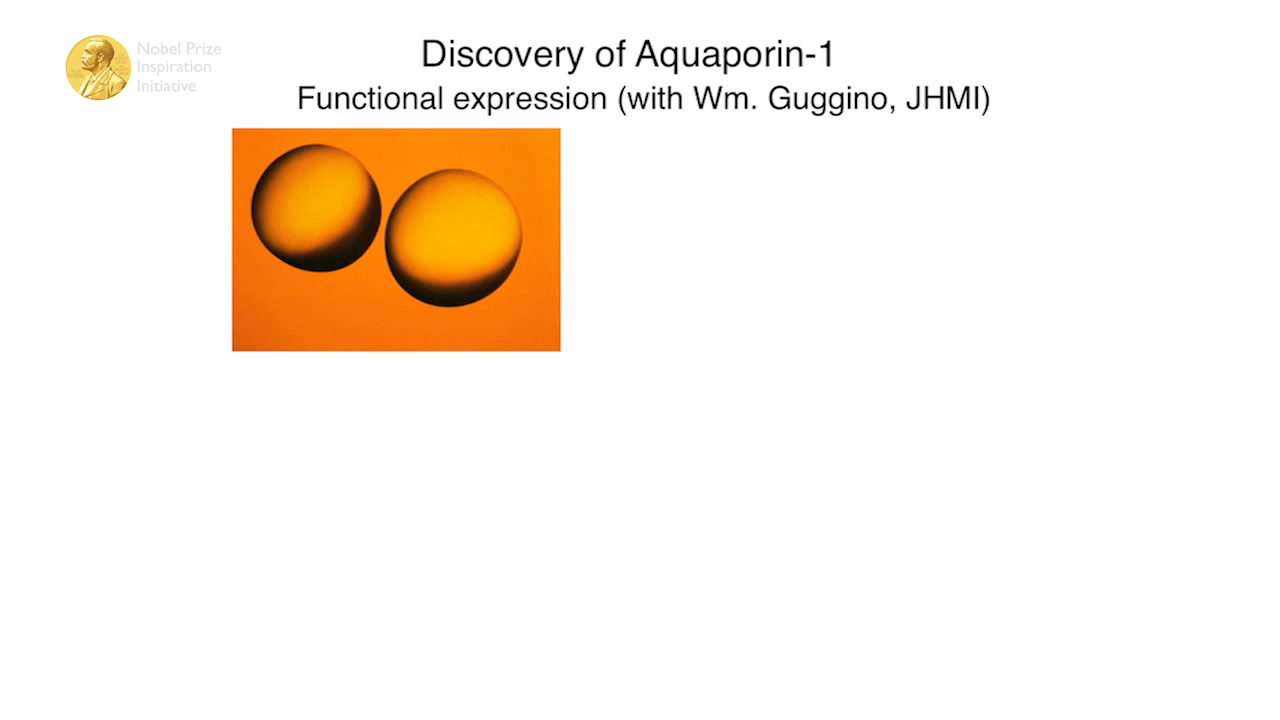 Nobel Prize
Inspiration
Initiative
Discovery of Aquaporin-1
Functional expression (with Wm. Guggino, JHMI)